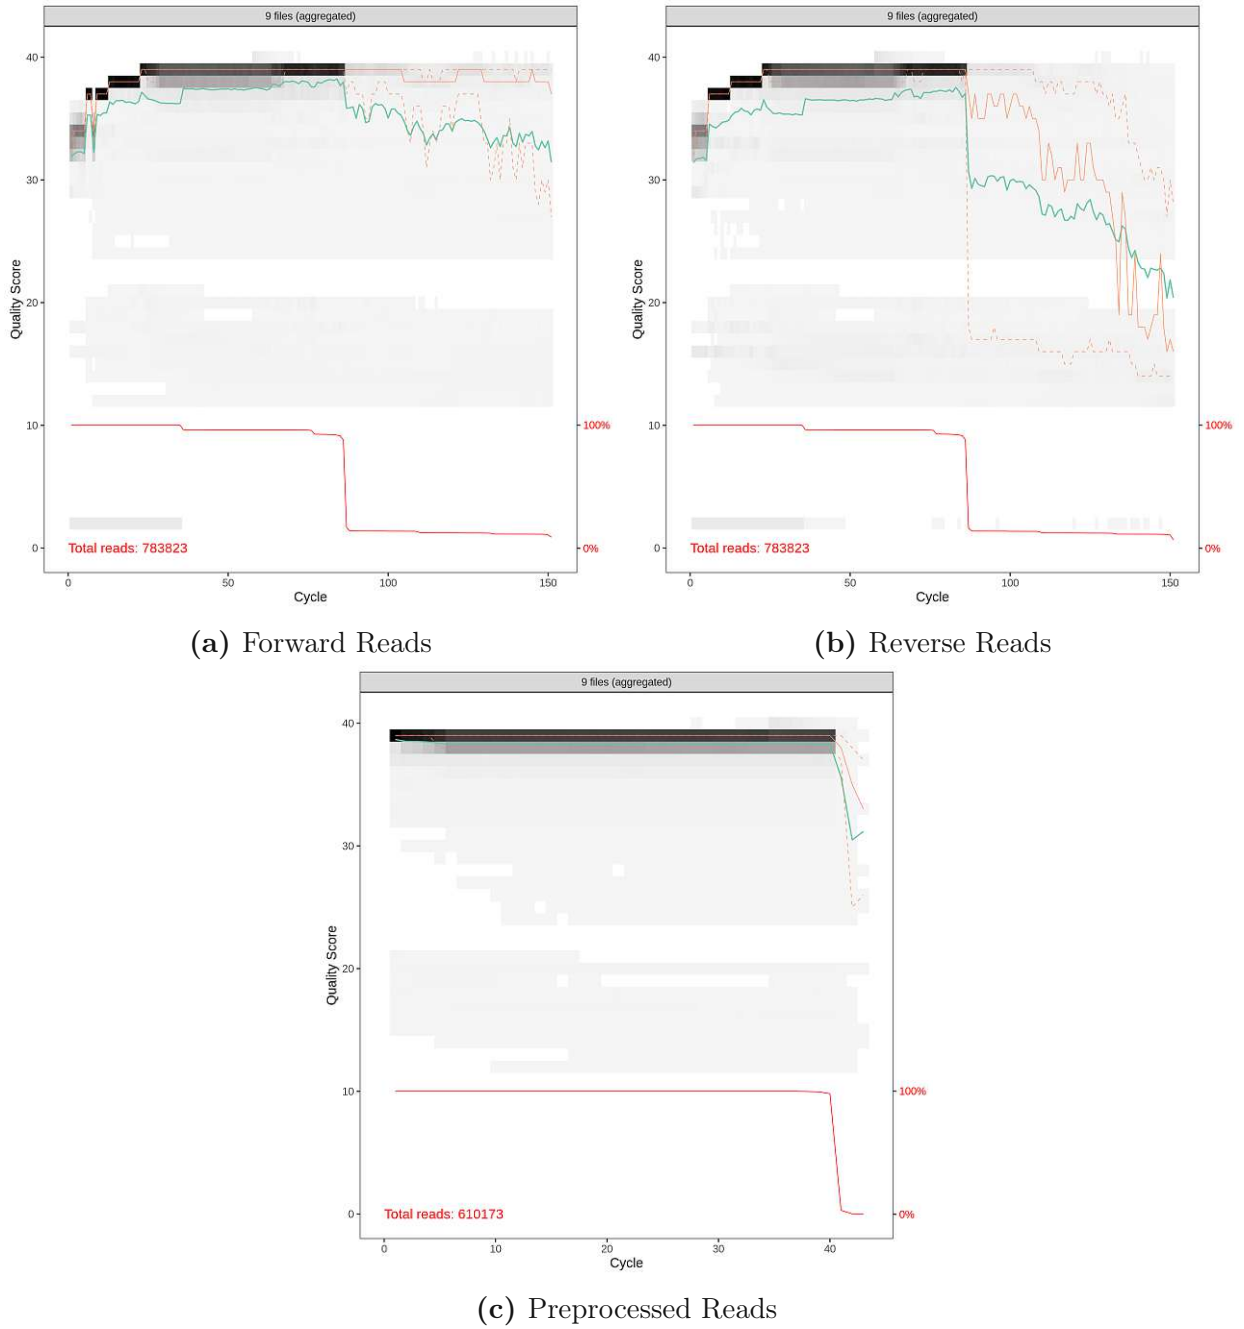 9 files (aggregated)
40
30
20
10
0
Quality Score
100%
0%
Total reads: 783823
0
50
100
150
Cycle
(a) Forward Reads
9 files (aggregated)
40
30
20
10
0
Quality Score
100%
0%
Total reads: 783823
0
50
100
150
Cycle
(b) Reverse Reads
9 files (aggregated)
40
30
20
10
0
Quality Score
100%
0%
Total reads: 610173
0
10
20
30
40
Cycle
(c) Preprocessed Reads